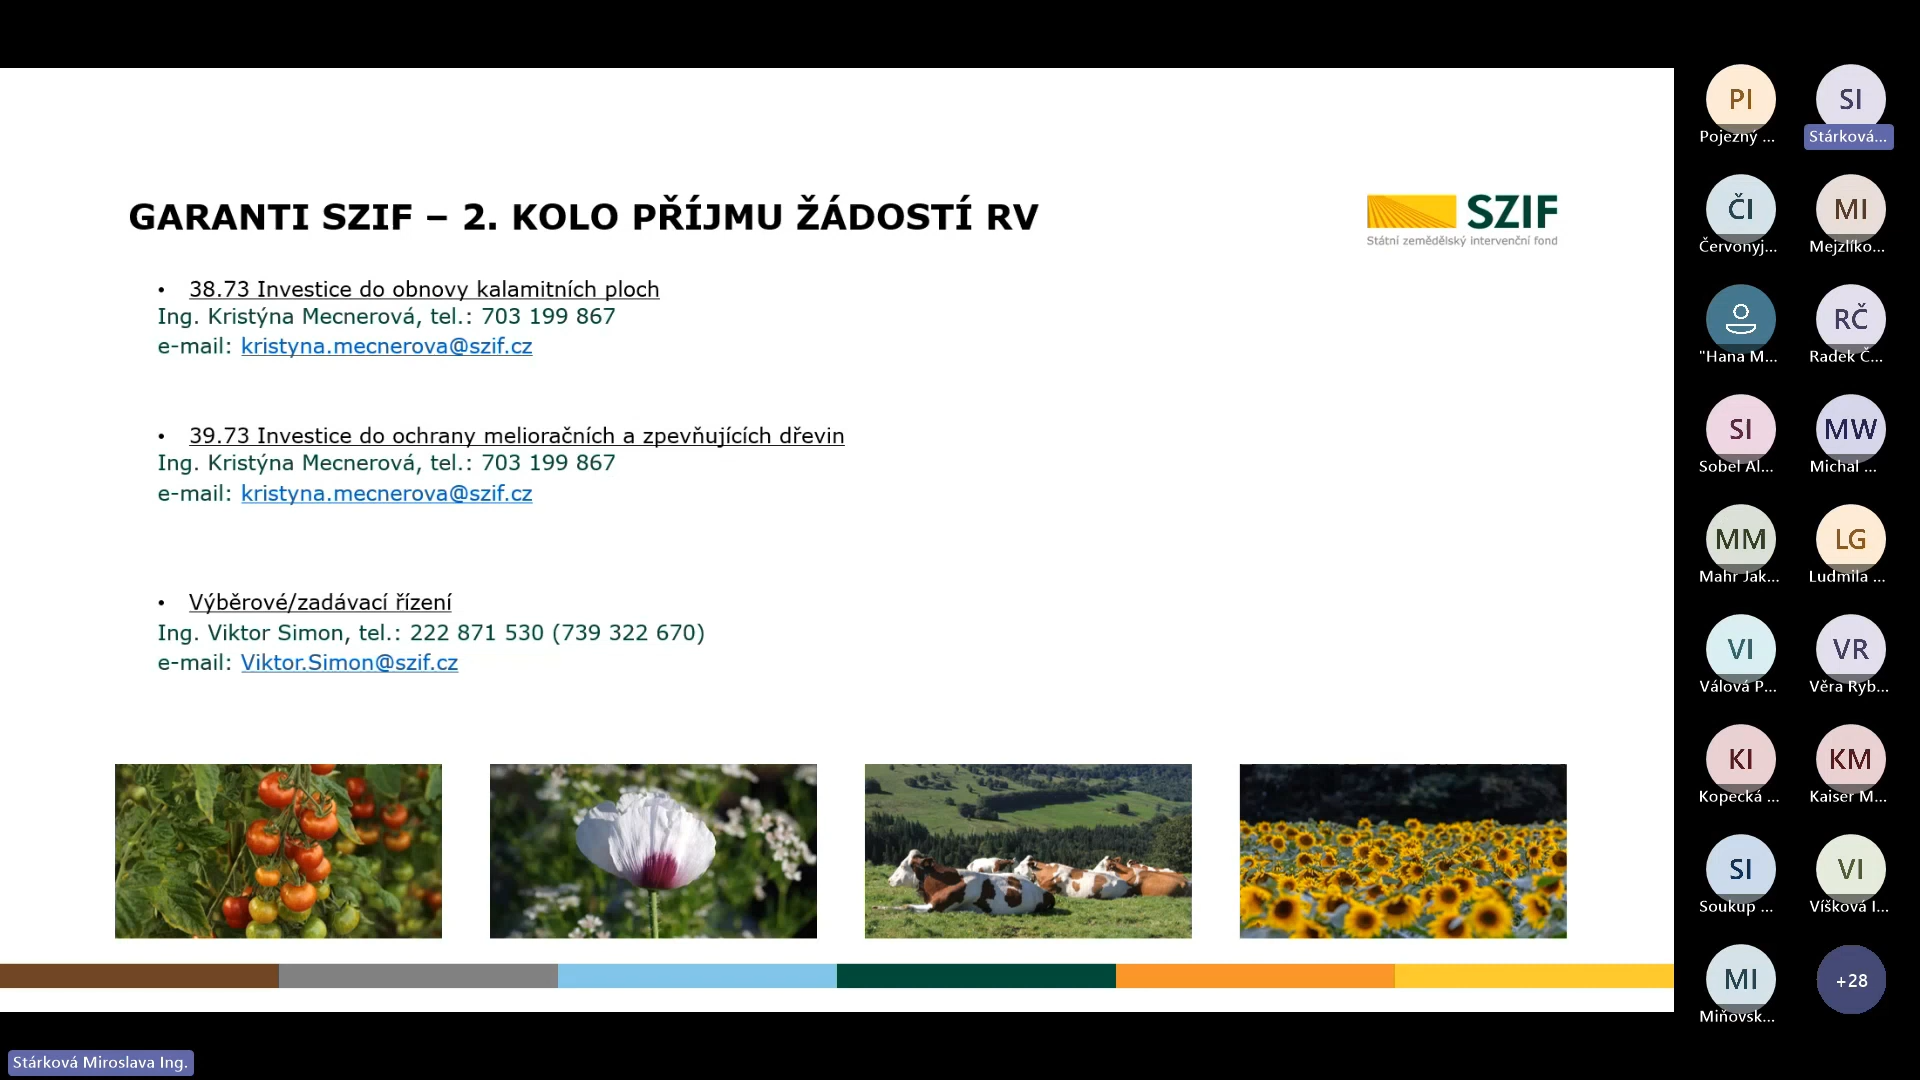 GARANTI SZIF – 2. KOLO PŘÍJMU ŽÁDOSTÍ RV
SZIF
Státní zemědělský intervenční fond
• 38.73 Investice do obnovy kalamitních ploch
Ing. Kristýna Mecnerová, tel.: 703 199 867
e-mail: kristyna.mecnerova@szif.cz
• 39.73 Investice do ochrany melioračních a zpevňujících dřevin
Ing. Kristýna Mecnerová, tel.: 703 199 867
e-mail: kristyna.mecnerova@szif.cz
• Výběrové/zadávací řízení
Ing. Viktor Simon, tel.: 222 871 530 (739 322 670)
e-mail: Viktor.Simon@szif.cz
PI
Pojezný ...
SI
Stárková...
ČI
Červonyj...
MI
Mejzlíko...
"Hana M...
RČ
Radek Č...
SI
Sobel Al...
MW
Michal ...
MM
Mahr Jak...
LG
Ludmila ...
VI
Válová P...
VR
Věra Ryb...
KI
Kopecká ...
KM
Kaiser M...
SI
Soukup ...
VI
Víšková I...
MI
Miňovsk...
+28
Stárková Miroslava Ing.